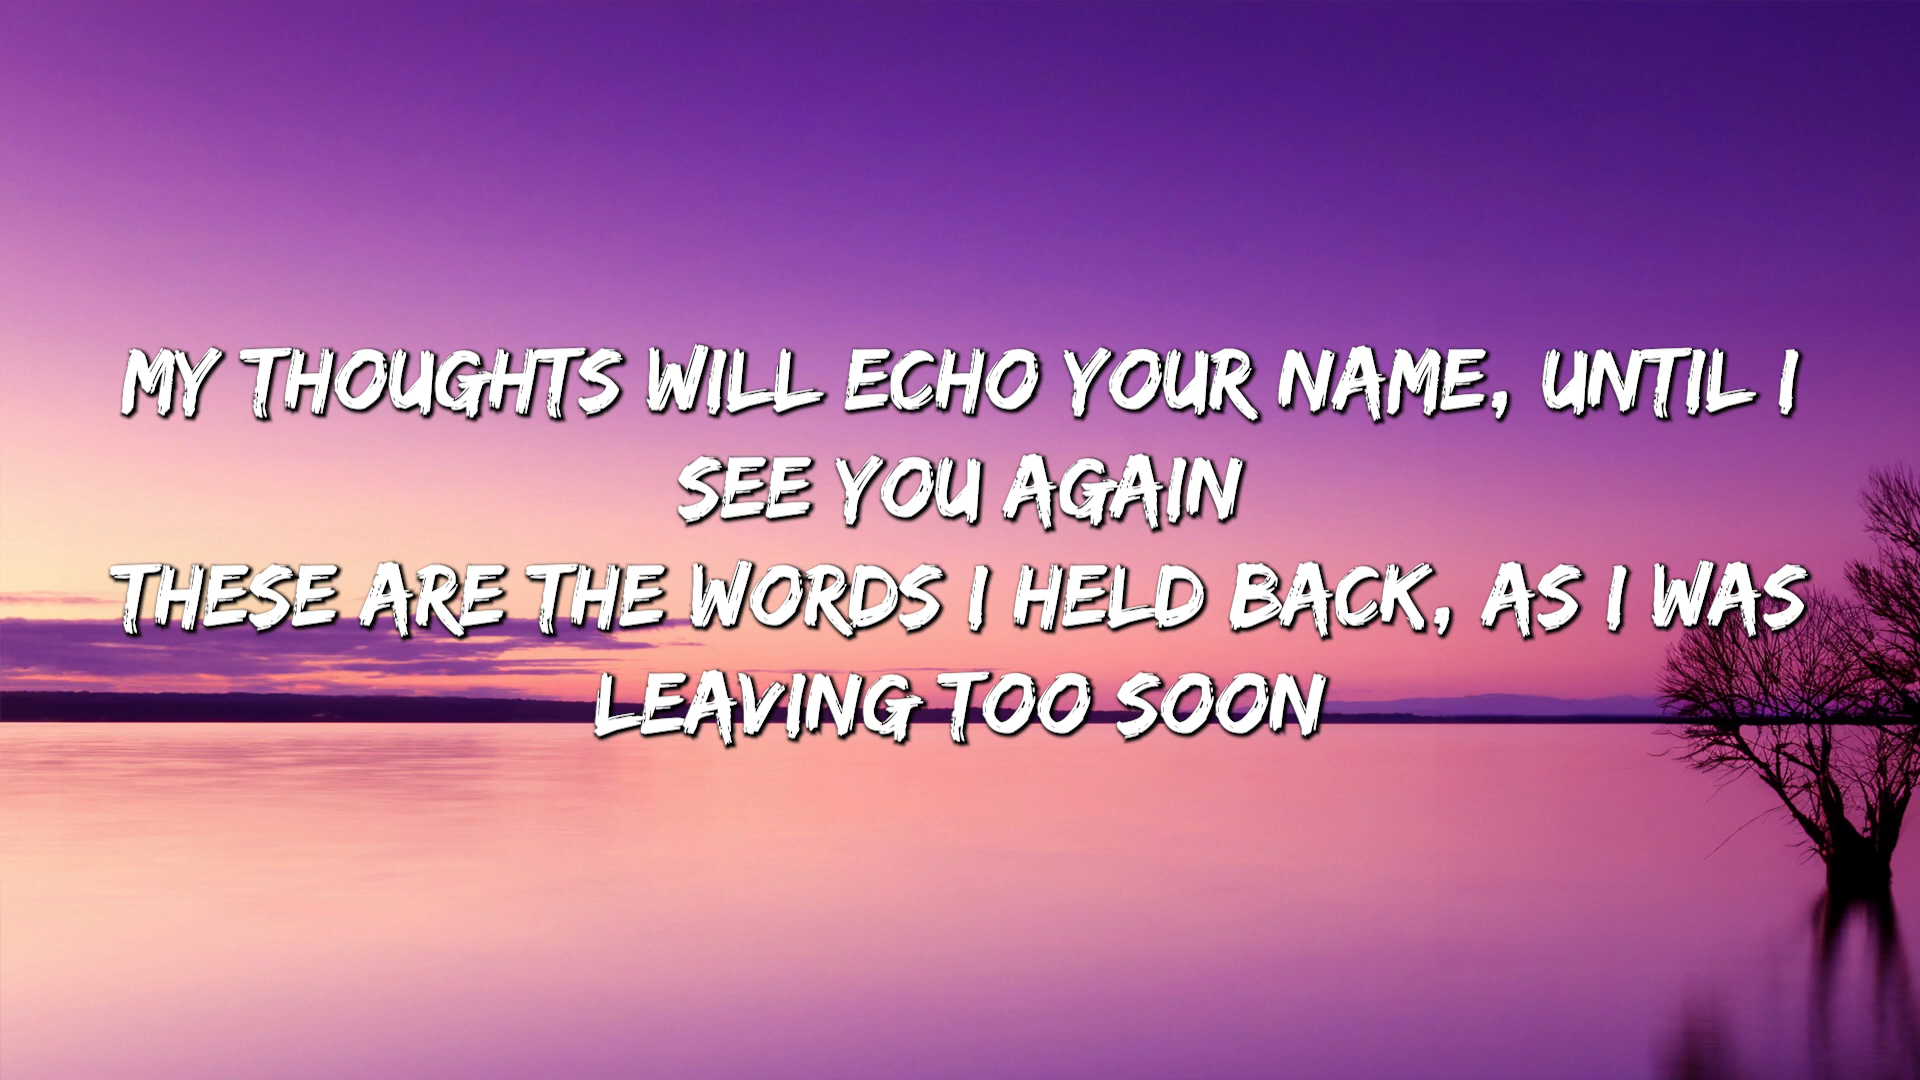 MY THOUGHTS WILL ECHO YOUR NAME, UNTIL I
SEE YOU AGAIN
THESE ARE THE WORDS I HELD BACK, AS I WAS
LEAVING TOO SOON